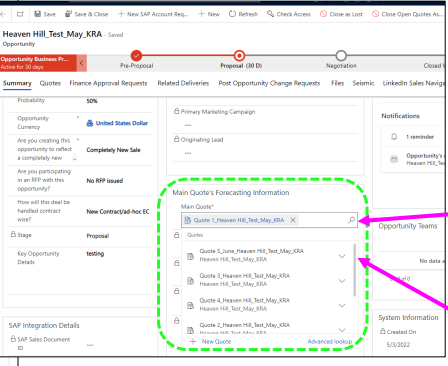 Save Save & Close + New SAP Account Req... + New Refresh Check Access Close as Lost Close Open Quotes As...
Heaven Hill_Test_May_KRA - Saved
Opportunity
Opportunity Business Pr...
Active for 30 days
Pre-Proposal
Proposal (30 D)
Negotiation
Closed
Summary Quotes Finance Approval Requests Related Deliveries Post Opportunity Change Requests Files Seismic LinkedIn Sales Naviga
Probability
50%
Opportunity Currency
*
United States Dollar
Are you creating this opportunity to reflect a completely new
*
Completely New Sale
Are you participating in an RFP with this opportunity?
No RFP issued
How will this deal be handled contract wise?
New Contract/ad-hoc EC
Stage
Proposal
Key Opportunity Details
testing
SAP Integration Details
SAP Sales Document ID
---
Primary Marketing Campaign
---
Originating Lead
---
Main Quote's Forecasting Information
Main Quote*
Quote 1_Heaven Hill_Test_May_KRA
Quotes
Quote 5_June_Heaven Hill_Test_May_KRA
Heaven Hill_Test_May_KRA
Quote 3_Heaven Hill_Test_May_KRA
Heaven Hill_Test_May_KRA
Quote 4_Heaven Hill_Test_May_KRA
Heaven Hill_Test_May_KRA
Quote 2_Heaven Hill_Test_May_KRA
Heaven Hill_Test_May_KRA
+ New Quote
Advanced lookup
Notifications
1 reminder
Opportunity's
Heaven Hill_Te
Opportunity Teams
No data a
System Information
Created On
5/3/2022